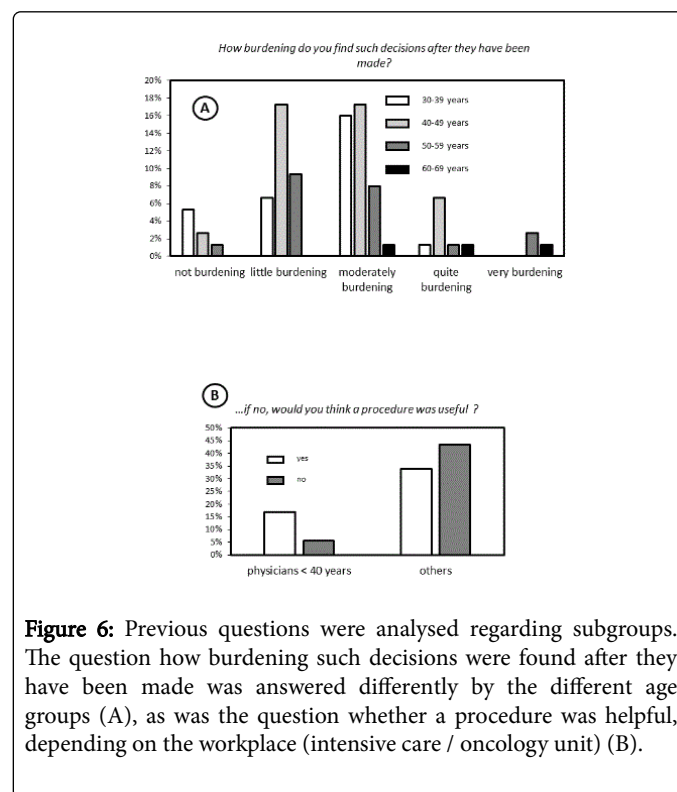 How burdening do you find such decisions after they have been
made?
20%
18%
16%
14%
12%
10%
8%
6%
4%
2%
0%
A
30-39 years
40-49 years
50-59 years
60-69 years
not burdening little burdening moderately burdening quite burdening very burdening
B
...if no, would you think a procedure was useful ?
50%
45%
40%
35%
30%
25%
20%
15%
10%
5%
0%
yes
no
physicians < 40 years others
Figure 6: Previous questions were analysed regarding subgroups.
The question how burdening such decisions were found after they
have been made was answered differently by the different age
groups (A), as was the question whether a procedure was helpful,
depending on the workplace (intensive care / oncology unit) (B).